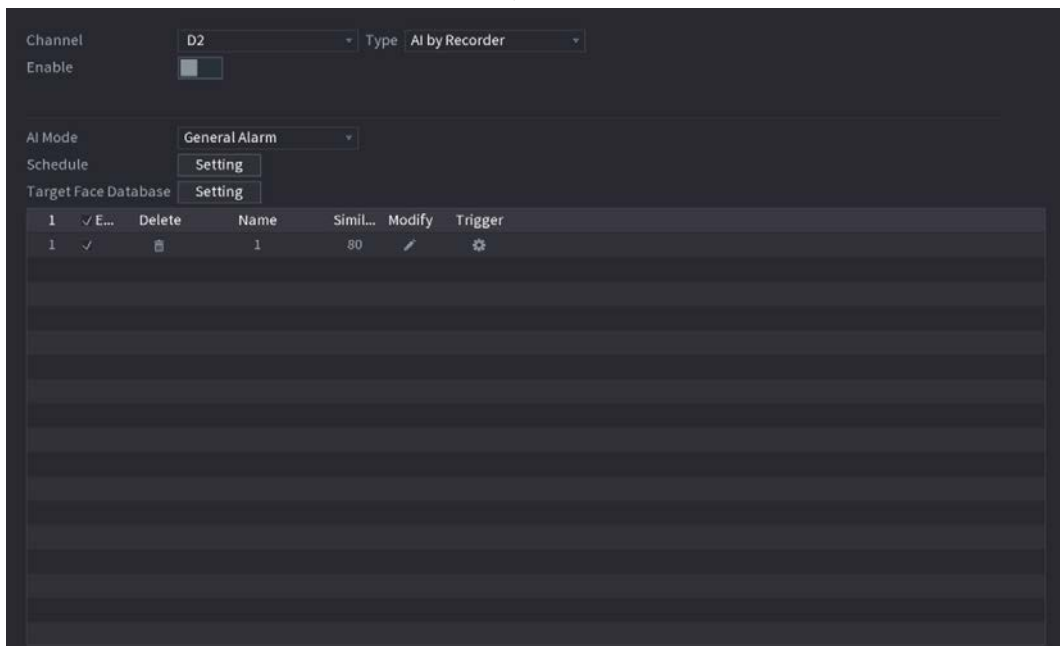 Channel D2 Type AI by Recorder
Enable
AI Mode General Alarm
Schedule Setting
Target Face Database Setting
1 E... Delete Name Simil... Modify Trigger
1 1 80